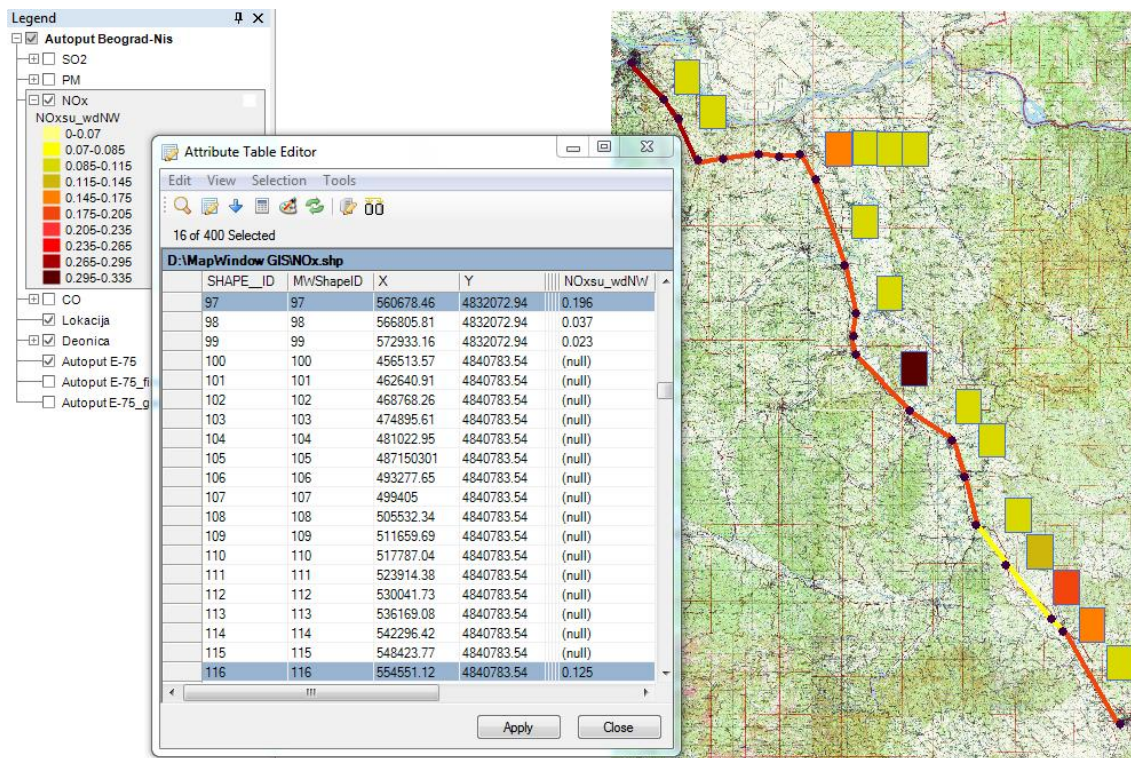 Legend
Autoput Beograd-Nis
SO2
PM
NOx
NOxsu_wdNW
0-0.07
0.07-0.085
0.085-0.115
0.115-0.145
0.145-0.175
0.175-0.205
0.205-0.235
0.235-0.265
0.265-0.295
0.295-0.335
CO
Lokacija
Deonica
Autoput E-75
Autoput E-75_fi
Autoput E-75_g
Attribute Table Editor
Edit View Selection Tools
16 of 400 Selected
D:\MapWindow GIS\NOx.shp
SHAPE__ID MWShapeID X Y NOxsu_wdNW
97 97 560678.46 4832072.94 0.196
98 98 566805.81 4832072.94 0.037
99 99 572933.16 4832072.94 0.023
100 100 456513.57 4840783.54 (null)
101 101 462640.91 4840783.54 (null)
102 102 468768.26 4840783.54 (null)
103 103 474895.61 4840783.54 (null)
104 104 481022.95 4840783.54 (null)
105 105 487150301 4840783.54 (null)
106 106 493277.65 4840783.54 (null)
107 107 499405 4840783.54 (null)
108 108 505532.34 4840783.54 (null)
109 109 511659.69 4840783.54 (null)
110 110 517787.04 4840783.54 (null)
111 111 523914.38 4840783.54 (null)
112 112 530041.73 4840783.54 (null)
113 113 536169.08 4840783.54 (null)
114 114 542296.42 4840783.54 (null)
115 115 548423.77 4840783.54 (null)
116 116 554551.12 4840783.54 0.125
Apply Close